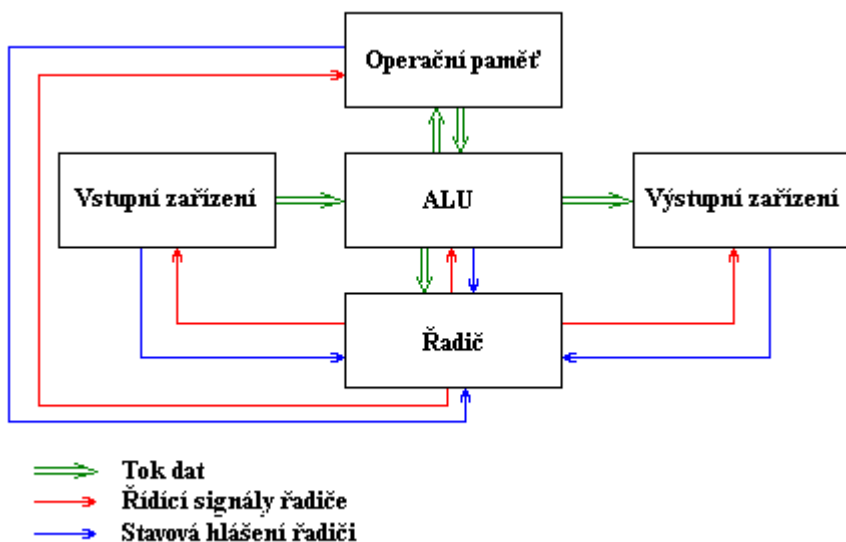 Operační paměť
Vstupní zařízení
ALU
Výstupní zařízení
Řadič
Tok dat
Řídící signály řadiče
Stavová hlášení řadiči